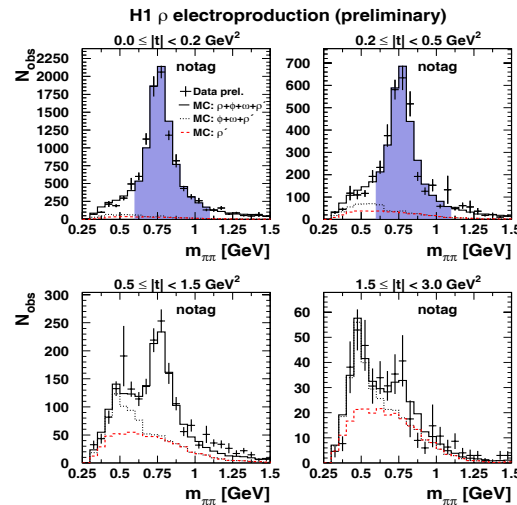 H1 ρ electroproduction (preliminary)
0.0 ≤ |t| < 0.2 GeV²
0.2 ≤ |t| < 0.5 GeV²
N_obs
2250
2000
1750
1500
1250
1000
750
500
250
0
notag
Data prel.
MC: ρ+φ+ω+ρ´
MC: φ+ω+ρ´
MC: ρ´
0.25 0.5 0.75 1 1.25 1.5
m_ππ [GeV]
700
600
500
400
300
200
100
0
notag
0.25 0.5 0.75 1 1.25 1.5
m_ππ [GeV]
0.5 ≤ |t| < 1.5 GeV²
1.5 ≤ |t| < 3.0 GeV²
N_obs
300
250
200
150
100
50
0
notag
0.25 0.5 0.75 1 1.25 1.5
m_ππ [GeV]
80
70
60
50
40
30
20
10
0
notag
0.25 0.5 0.75 1 1.25 1.5
m_ππ [GeV]